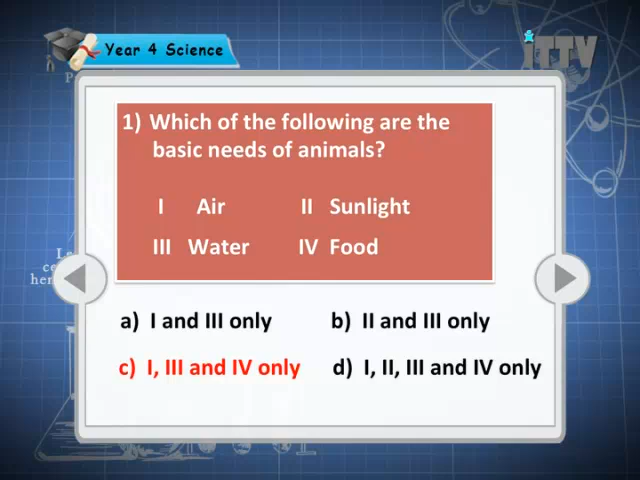 Year 4 Science
iTTV
1) Which of the following are the
basic needs of animals?
I Air II Sunlight
III Water IV Food
a) I and III only b) II and III only
c) I, III and IV only d) I, II, III and IV only